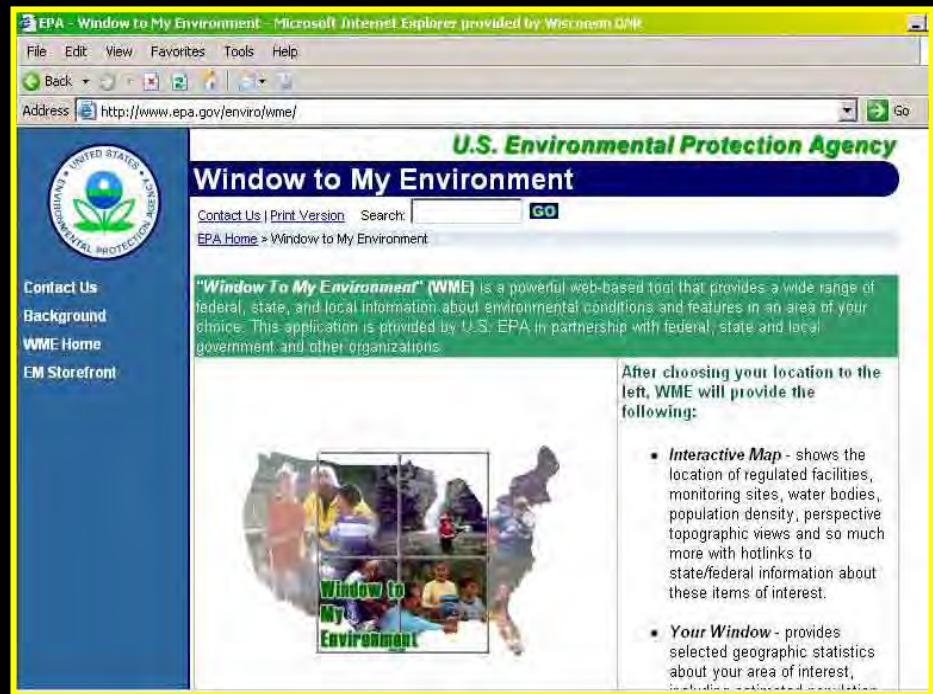 EPA - Window to My Environment - Microsoft Internet Explorer provided by Wisconsin DNR
File Edit View Favorites Tools Help
Back
Address http://www.epa.gov/enviro/wme/ Go
UNITED STATES ENVIRONMENTAL PROTECTION AGENCY
U.S. Environmental Protection Agency
Window to My Environment
Contact Us | Print Version Search: GO
EPA Home > Window to My Environment
Contact Us
Background
WME Home
EM Storefront
"Window To My Environment" (WME) is a powerful web-based tool that provides a wide range of
federal, state, and local information about environmental conditions and features in an area of your
choice. This application is provided by U.S. EPA in partnership with federal, state and local
government and other organizations.
Window to
My
Environment
After choosing your location to the
left, WME will provide the
following:
• Interactive Map - shows the
location of regulated facilities,
monitoring sites, water bodies,
population density, perspective
topographic views and so much
more with hotlinks to
state/federal information about
these items of interest.
• Your Window - provides
selected geographic statistics
about your area of interest,
including estimated population